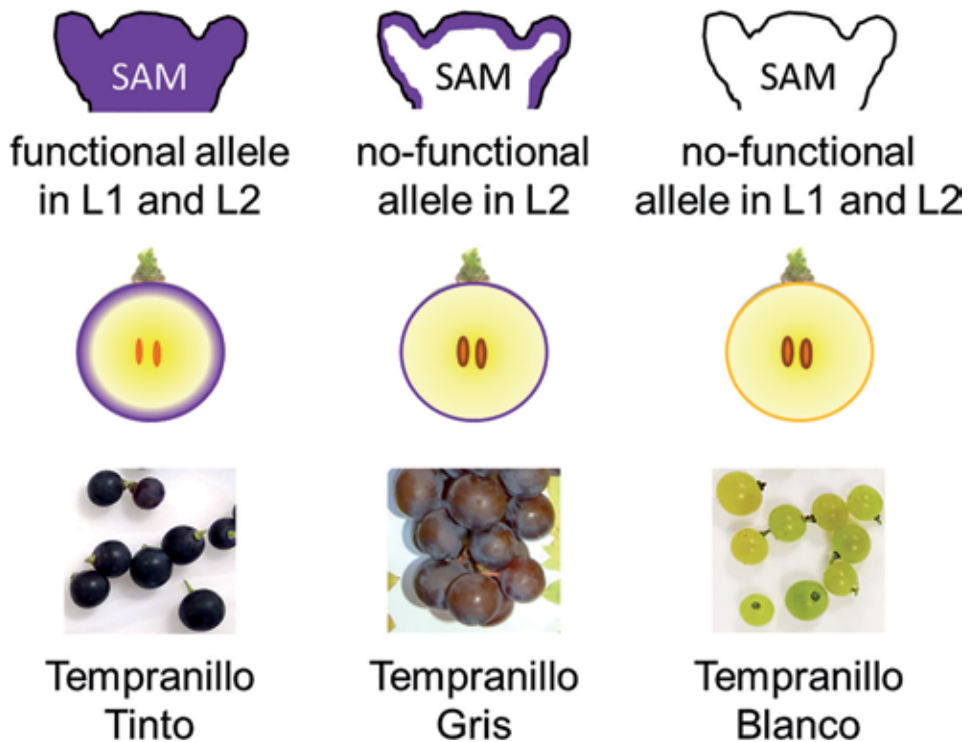 SAM
SAM
SAM
functional allele
in L1 and L2
no-functional
allele in L2
no-functional
allele in L1 and L2
Tempranillo
Tinto
Tempranillo
Gris
Tempranillo
Blanco